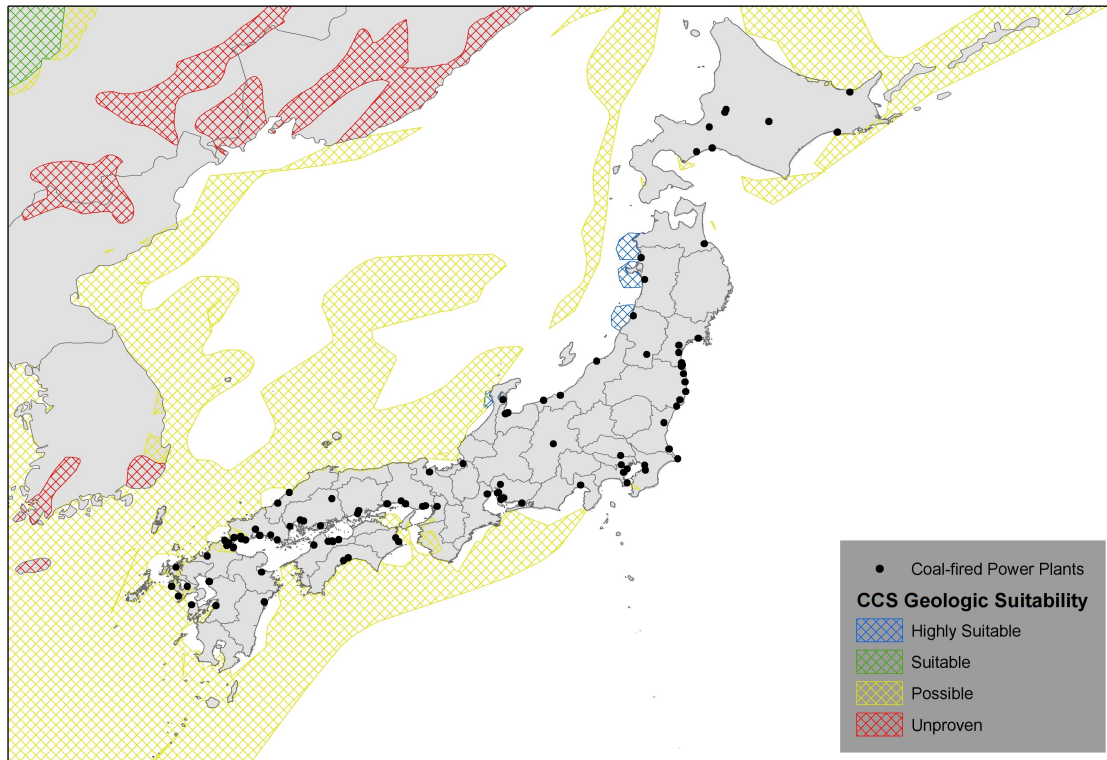 Coal-fired Power Plants
CCS Geologic Suitability
Highly Suitable
Suitable
Possible
Unproven